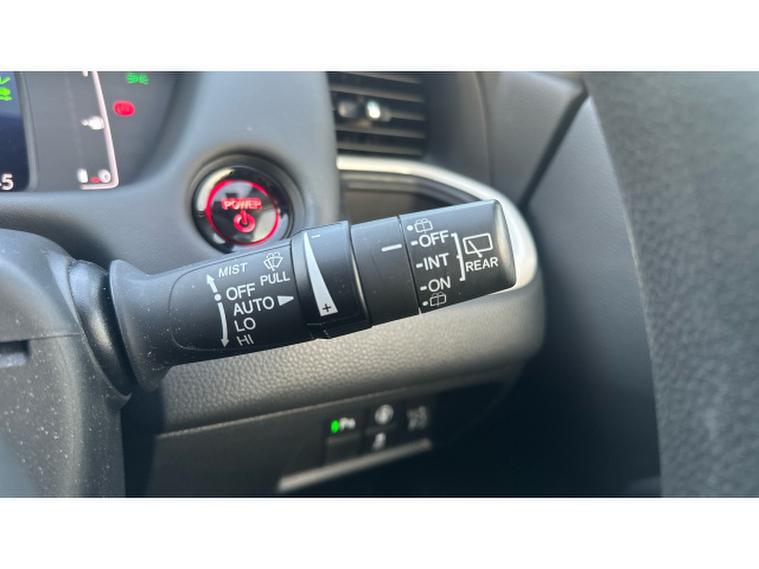 POWER
MIST
PULL
OFF
AUTO
LO
HI
- 
+
OFF
INT
ON
REAR